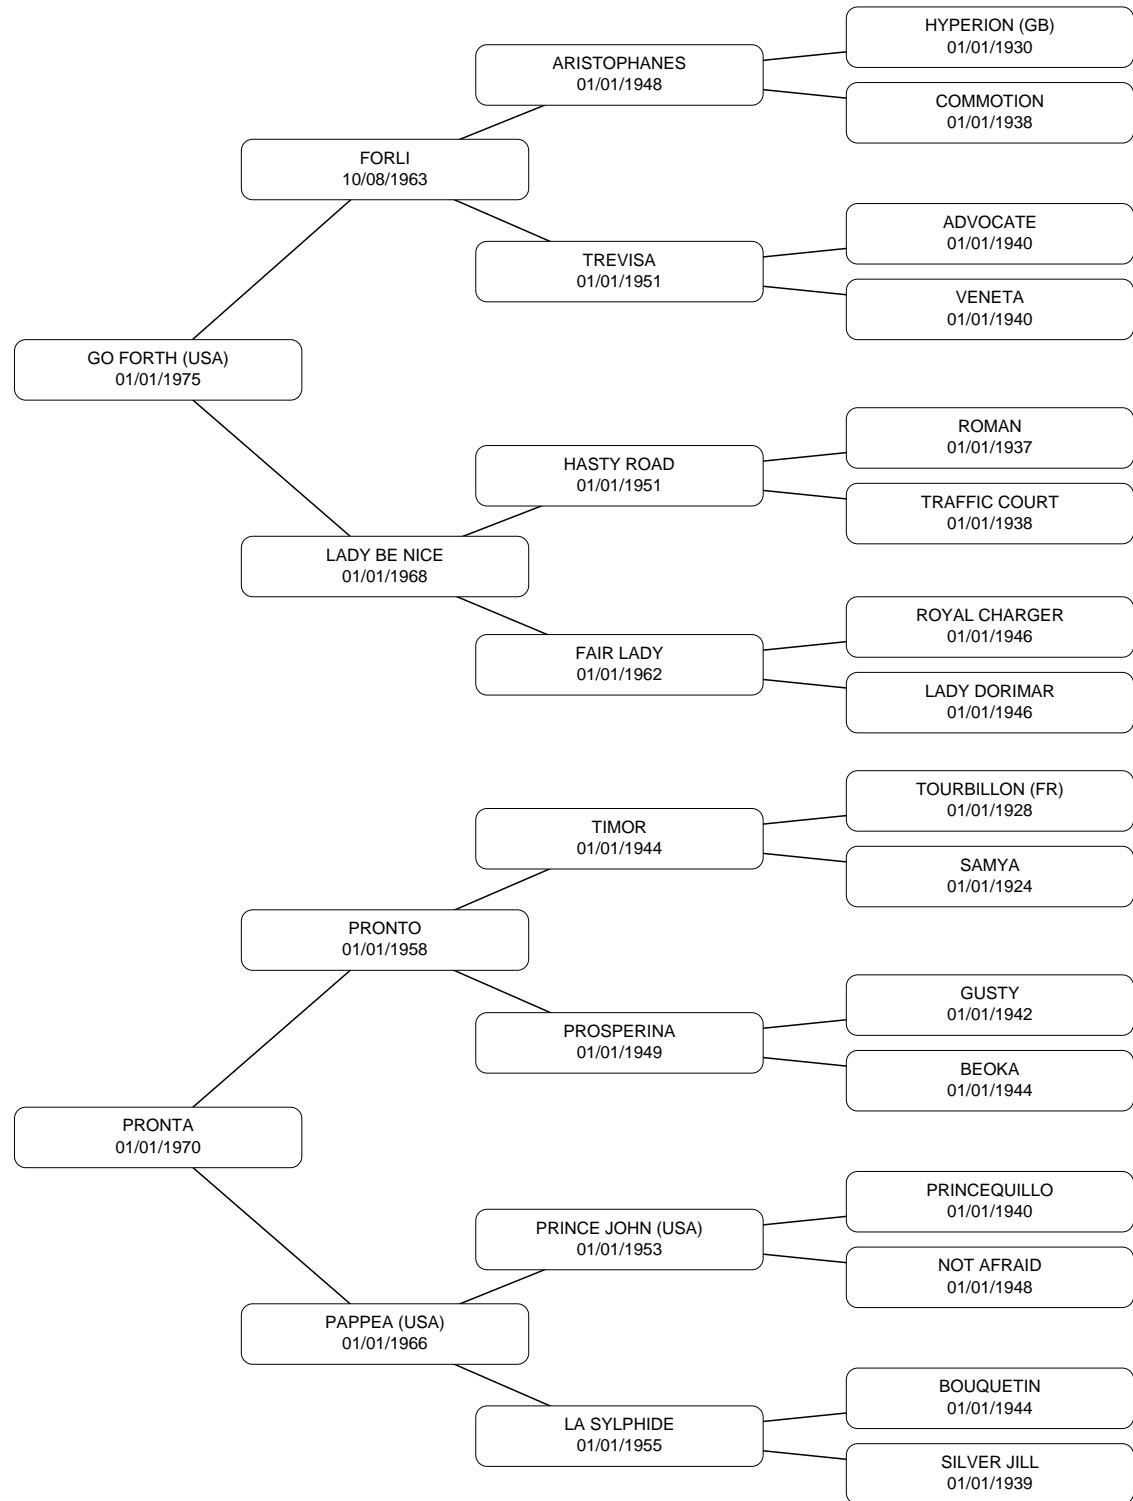 HYPERION (GB)
01/01/1930
ARISTOPHANES
01/01/1948
COMMOTION
01/01/1938
FORLI
10/08/1963
ADVOCATE
01/01/1940
TREVISA
01/01/1951
VENETA
01/01/1940
GO FORTH (USA)
01/01/1975
ROMAN
01/01/1937
HASTY ROAD
01/01/1951
TRAFFIC COURT
01/01/1938
LADY BE NICE
01/01/1968
ROYAL CHARGER
01/01/1946
FAIR LADY
01/01/1962
LADY DORIMAR
01/01/1946
TOURBILLON (FR)
01/01/1928
TIMOR
01/01/1944
SAMYA
01/01/1924
PRONTO
01/01/1958
GUSTY
01/01/1942
PROSPERINA
01/01/1949
BEOKA
01/01/1944
PRONTA
01/01/1970
PRINCEQUILLO
01/01/1940
PRINCE JOHN (USA)
01/01/1953
NOT AFRAID
01/01/1948
PAPPEA (USA)
01/01/1966
BOUQUETIN
01/01/1944
LA SYLPHIDE
01/01/1955
SILVER JILL
01/01/1939